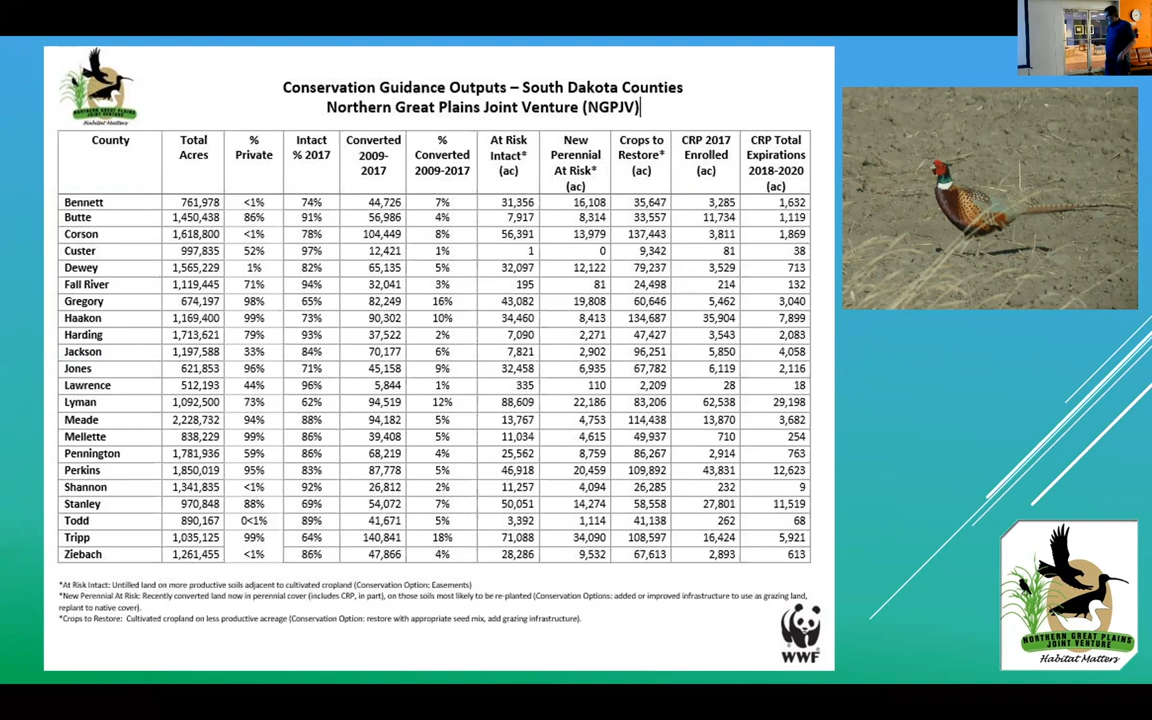 NORTHERN GREAT PLAINS
JOINT VENTURE
Habitat Matters
Conservation Guidance Outputs – South Dakota Counties
Northern Great Plains Joint Venture (NGPJV)
County Total Acres % Private Intact % 2017 Converted 2009-2017 % Converted 2009-2017 At Risk Intact* (ac) New Perennial At Risk* (ac) Crops to Restore* (ac) CRP 2017 Enrolled (ac) CRP Total Expirations 2018-2020 (ac)
Bennett 761,978 <1% 74% 44,726 7% 31,356 16,108 35,647 3,285 1,632
Butte 1,450,438 86% 91% 56,986 4% 7,917 8,314 33,557 11,734 1,119
Corson 1,618,800 <1% 78% 104,449 8% 56,391 13,979 137,443 3,811 1,869
Custer 997,835 52% 97% 12,421 1% 1 0 9,342 81 38
Dewey 1,565,229 1% 82% 65,135 5% 32,097 12,122 79,237 3,529 713
Fall River 1,119,445 71% 94% 32,041 3% 195 81 24,498 214 132
Gregory 674,197 98% 65% 82,249 16% 43,082 19,808 60,646 5,462 3,040
Haakon 1,169,400 99% 73% 90,302 10% 34,460 8,413 134,687 35,904 7,899
Harding 1,713,621 79% 93% 37,522 2% 7,090 2,271 47,427 3,543 2,083
Jackson 1,197,588 33% 84% 70,177 6% 7,821 2,902 96,251 5,850 4,058
Jones 621,853 96% 71% 45,158 9% 32,458 6,935 67,782 6,119 2,116
Lawrence 512,193 44% 96% 5,844 1% 335 110 2,209 28 18
Lyman 1,092,500 73% 62% 94,519 12% 88,609 22,186 83,206 62,538 29,198
Meade 2,228,732 94% 88% 94,182 5% 13,767 4,753 114,438 13,870 3,682
Mellette 838,229 99% 86% 39,408 5% 11,034 4,615 49,937 710 254
Pennington 1,781,936 59% 86% 68,219 4% 25,562 8,759 86,267 2,914 763
Perkins 1,850,019 95% 83% 87,778 5% 46,918 20,459 109,892 43,831 12,623
Shannon 1,341,835 <1% 92% 26,812 2% 11,257 4,094 26,285 232 9
Stanley 970,848 88% 69% 54,072 7% 50,051 14,274 58,558 27,801 11,519
Todd 890,167 0<1% 89% 41,671 5% 3,392 1,114 41,138 262 68
Tripp 1,035,125 99% 64% 140,841 18% 71,088 34,090 108,597 16,424 5,921
Ziebach 1,261,455 <1% 86% 47,866 4% 28,286 9,532 67,613 2,893 613
*At Risk Intact: Untilled land on more productive soils adjacent to cultivated cropland (Conservation Option: Easements)
*New Perennial At Risk: Recently converted land now in perennial cover (includes CRP, in part), on those soils most likely to be re-planted (Conservation Options: added or improved infrastructure to use as grazing land,
replant to native cover).
*Crops to Restore: Cultivated cropland on less productive acreage (Conservation Option: restore with appropriate seed mix, add grazing infrastructure).
WWF
NORTHERN GREAT PLAINS
JOINT VENTURE
Habitat Matters